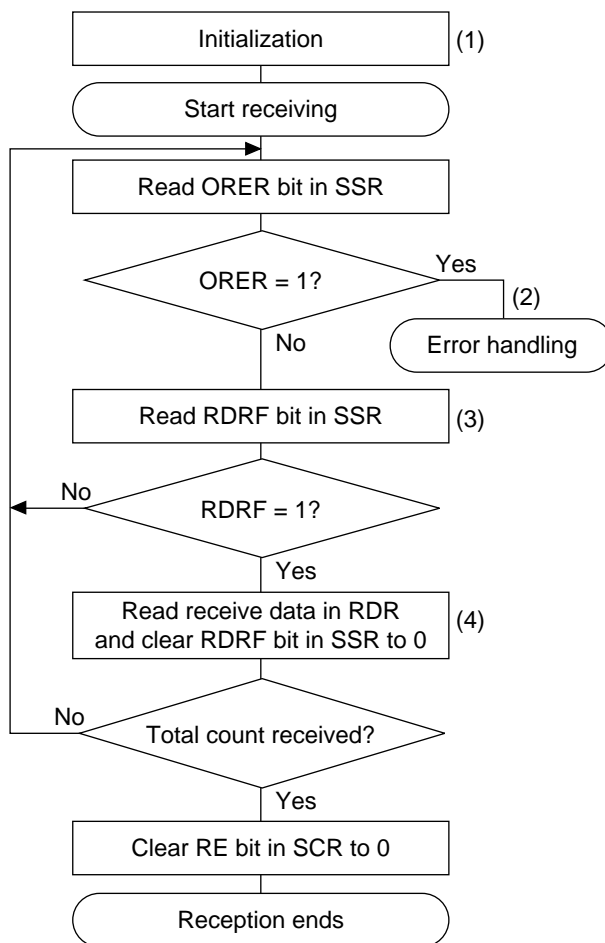 Initialization
(1)
Start receiving
Read ORER bit in SSR
ORER = 1?
Yes
(2)
No
Error handling
Read RDRF bit in SSR
(3)
No
RDRF = 1?
Yes
Read receive data in RDR
and clear RDRF bit in SSR to 0
(4)
No
Total count received?
Yes
Clear RE bit in SCR to 0
Reception ends